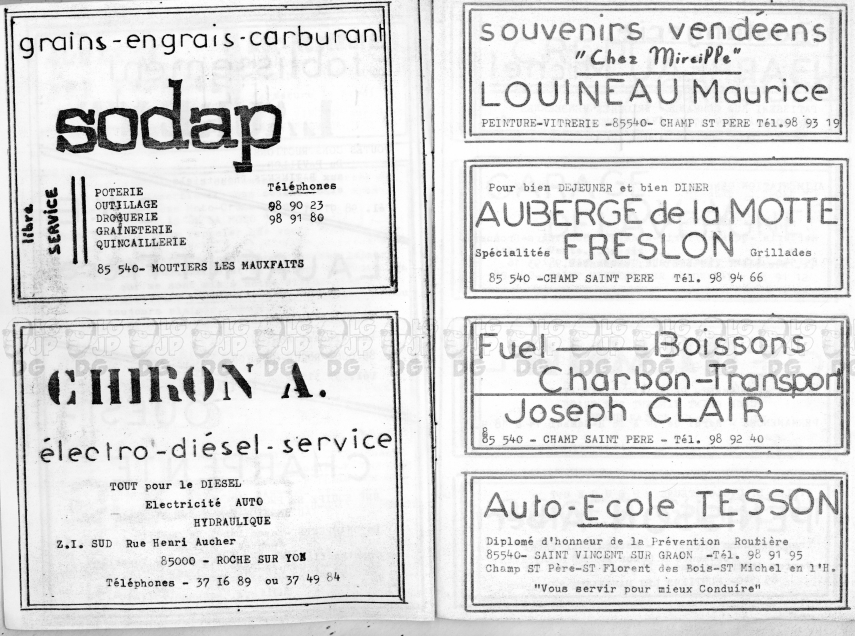 grains-engrais-carburant
sodap
libre SERVICE
POTERIE
OUTILLAGE
DROGUERIE
GRAINETERIE
QUINCAILLERIE
Téléphones
98 90 23
98 91 80
85 540- MOUTIERS LES MAUXFAITS
CHIRON A.
électro-diésel-service
TOUT pour le DIESEL
Electricité AUTO
HYDRAULIQUE
Z.I. SUD Rue Henri Aucher
85000 - ROCHE SUR YON
Téléphones - 37 16 89 ou 37 49 84
souvenirs vendéens
"Chez Mireille"
LOUINEAU Maurice
PEINTURE-VITRERIE -85540- CHAMP ST PERE Tél.98 93 19
Pour bien DEJEUNER et bien DINER
AUBERGE de la MOTTE
Spécialités FRESLON Grillades
85 540 -CHAMP SAINT PERE Tél. 98 94 66
Fuel — Boissons
Charbon-Transport
Joseph CLAIR
85 540 - CHAMP SAINT PERE - Tél. 98 92 40
Auto-Ecole TESSON
Diplomé d'honneur de la Prévention Routière
85540- SAINT VINCENT SUR GRAON -Tél. 98 91 95
Champ ST Père-ST Florent des Bois-ST Michel en l'H.
"Vous servir pour mieux Conduire"